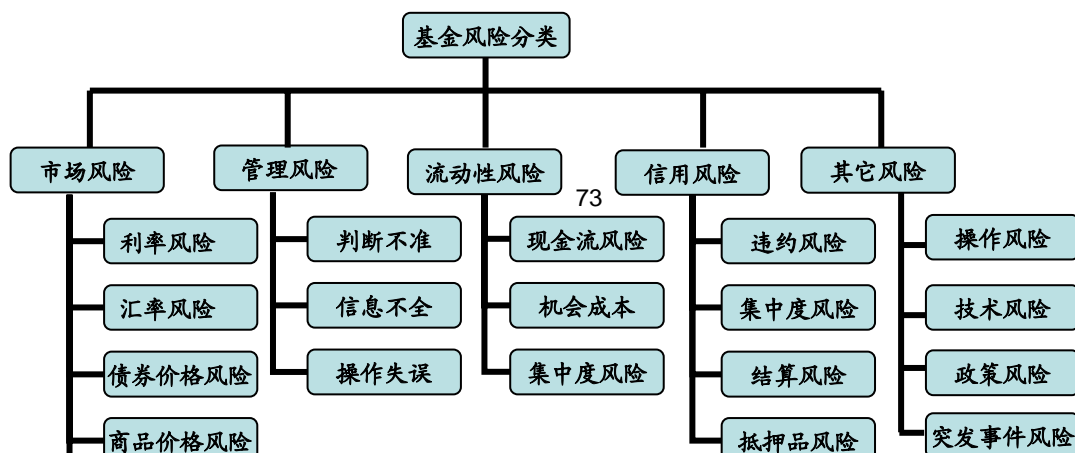 基金风险分类
市场风险
管理风险
流动性风险
信用风险
其它风险
73
利率风险
判断不准
现金流风险
违约风险
操作风险
汇率风险
信息不全
机会成本
集中度风险
技术风险
债券价格风险
操作失误
集中度风险
结算风险
政策风险
商品价格风险
抵押品风险
突发事件风险